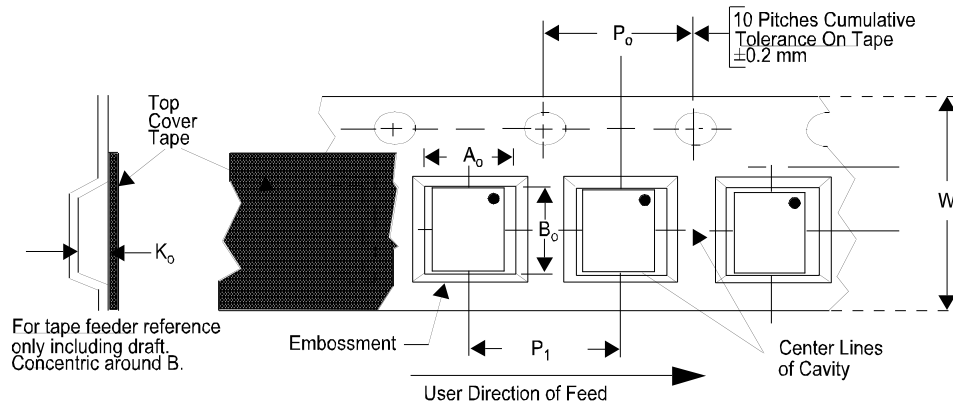 10 Pitches Cumulative
Tolerance On Tape
±0.2 mm
Po
Top
Cover
Tape
Ao
Bo
W
Ko
For tape feeder reference
only including draft.
Concentric around B.
Embossment
P1
Center Lines
of Cavity
User Direction of Feed